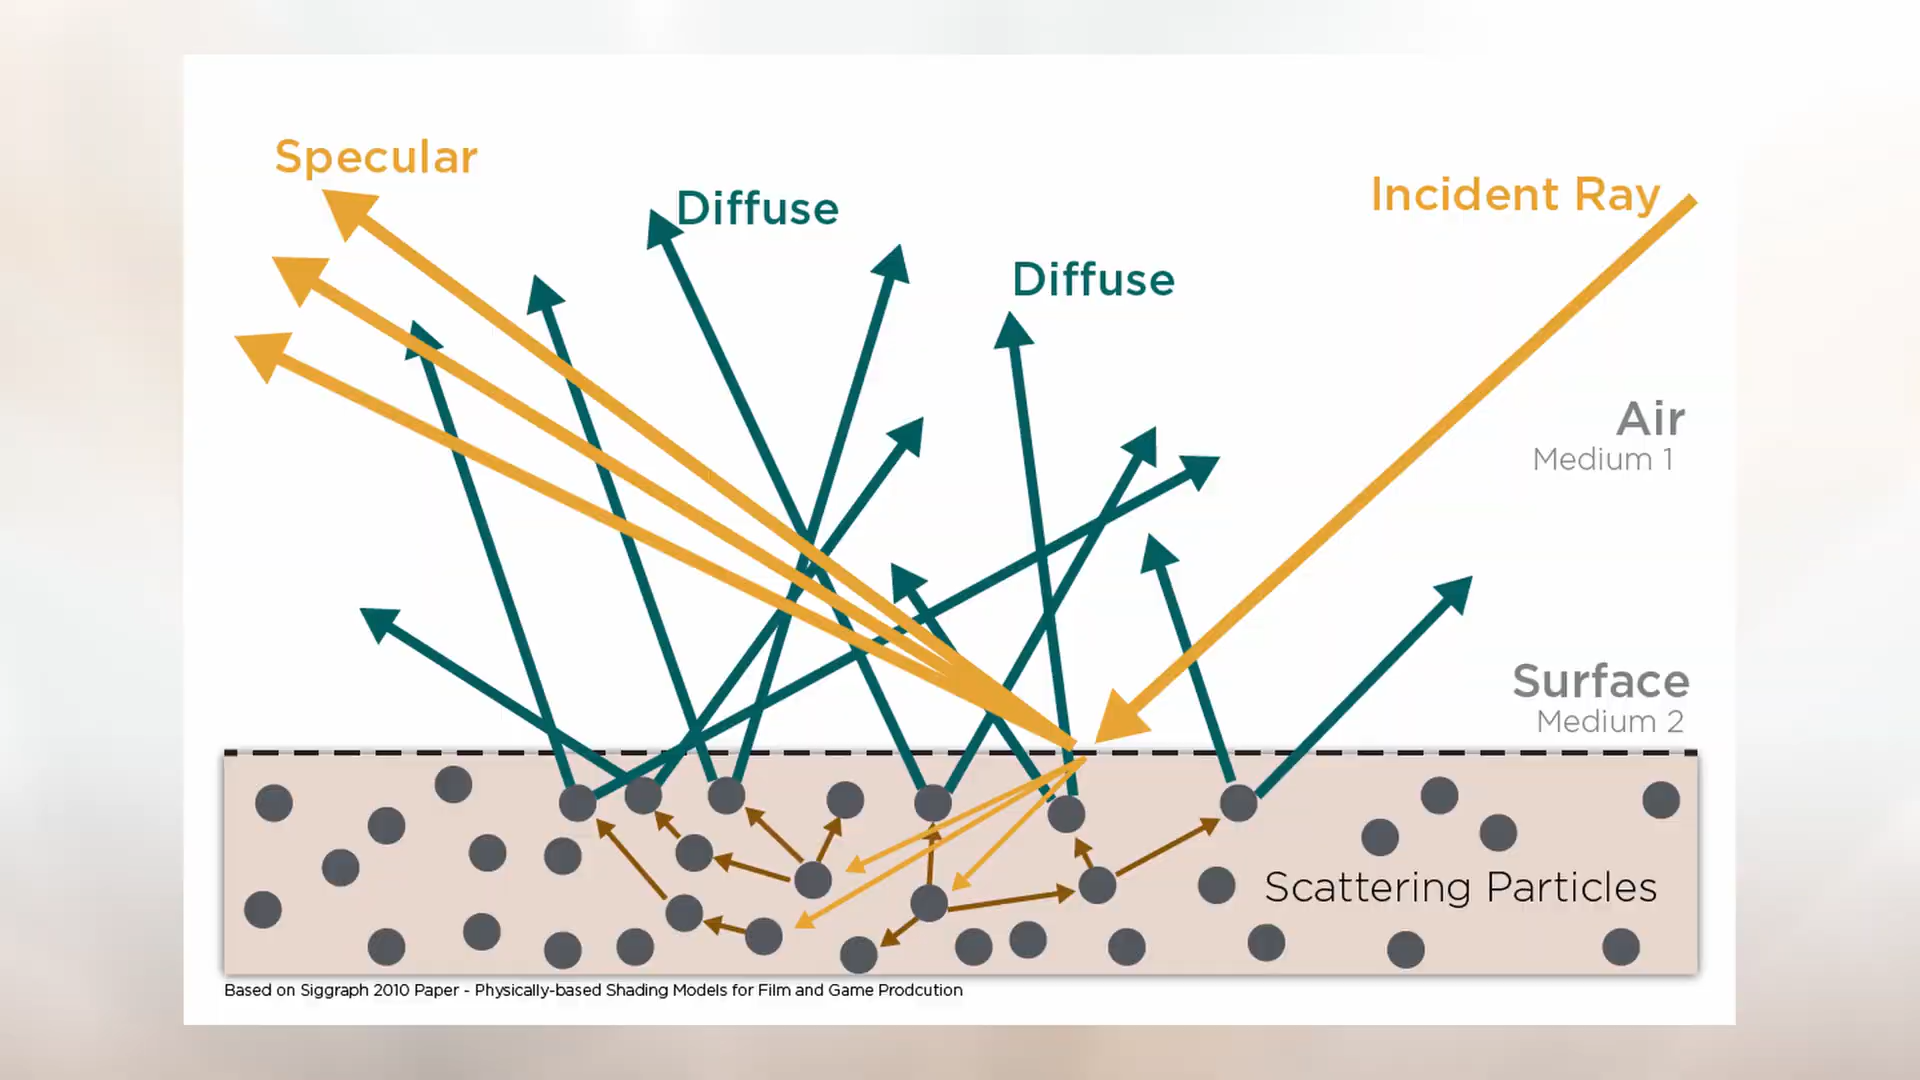 Specular
Diffuse
Incident Ray
Diffuse
Air
Medium 1
Surface
Medium 2
Scattering Particles
Based on Siggraph 2010 Paper - Physically-based Shading Models for Film and Game Prodcution